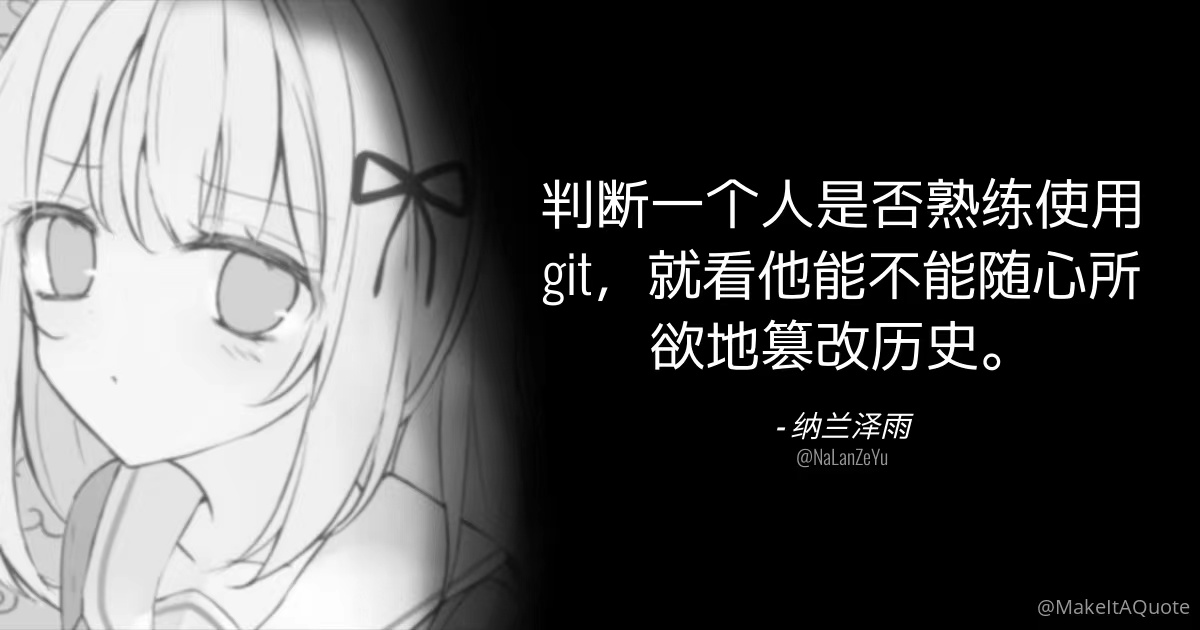 判断一个人是否熟练使用
git，就看他能不能随心所
欲地篡改历史。
- 纳兰泽雨
@NaLanZeYu
@MakeItAQuote